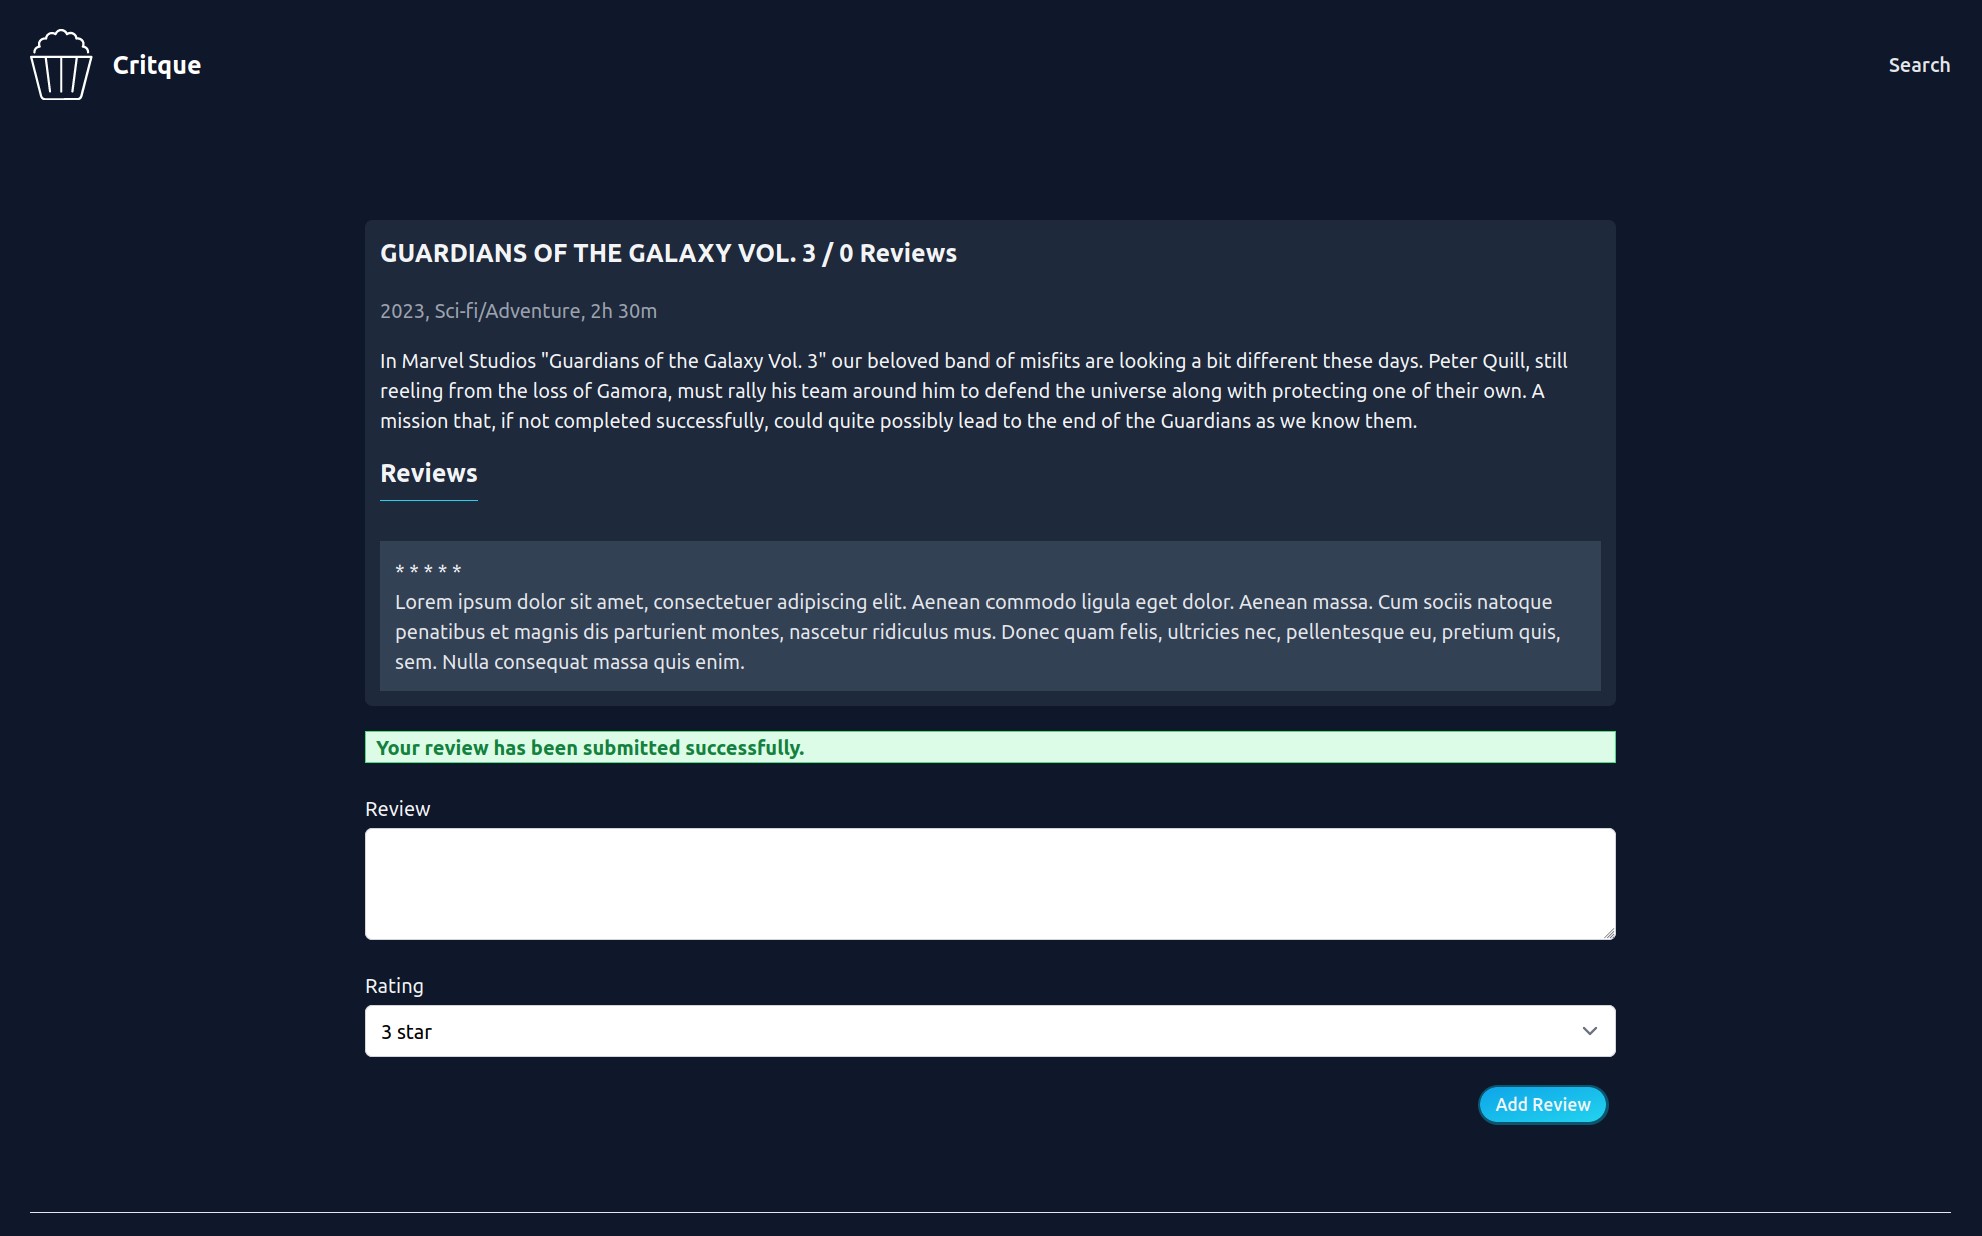 Critque
Search
GUARDIANS OF THE GALAXY VOL. 3 / 0 Reviews
2023, Sci-fi/Adventure, 2h 30m
In Marvel Studios "Guardians of the Galaxy Vol. 3" our beloved band of misfits are looking a bit different these days. Peter Quill, still
reeling from the loss of Gamora, must rally his team around him to defend the universe along with protecting one of their own. A
mission that, if not completed successfully, could quite possibly lead to the end of the Guardians as we know them.
Reviews
* * * * *
Lorem ipsum dolor sit amet, consectetuer adipiscing elit. Aenean commodo ligula eget dolor. Aenean massa. Cum sociis natoque
penatibus et magnis dis parturient montes, nascetur ridiculus mus. Donec quam felis, ultricies nec, pellentesque eu, pretium quis,
sem. Nulla consequat massa quis enim.
Your review has been submitted successfully.
Review
Rating
3 star
Add Review